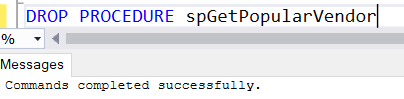 DROP PROCEDURE spGetPopularVendor
%
Messages
Commands completed successfully.